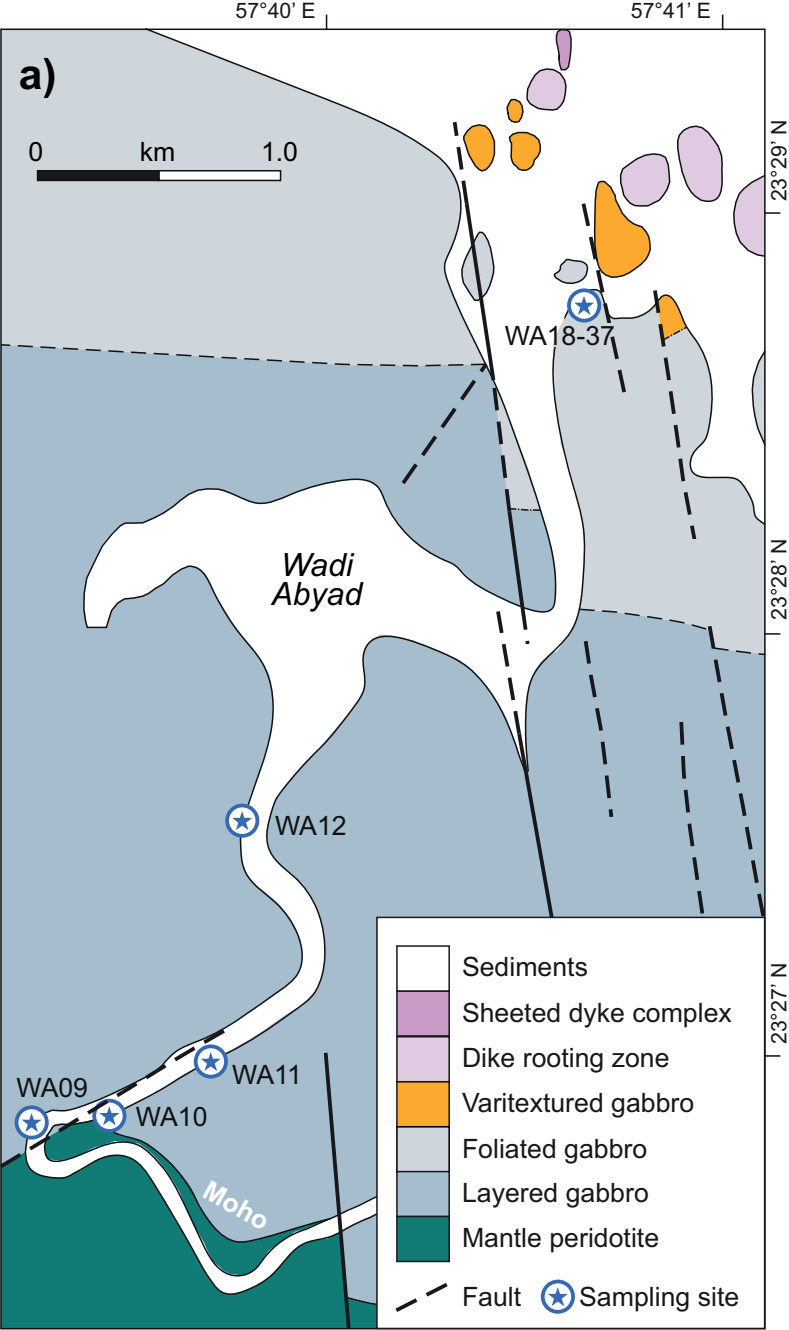 57°40’ E
57°41’ E
a)
0 km 1.0
23°29’ N
WA18-37
Wadi
Abyad
23°28’ N
WA12
23°27’ N
WA11
WA09
WA10
Moho
Sediments
Sheeted dyke complex
Dike rooting zone
Varitextured gabbro
Foliated gabbro
Layered gabbro
Mantle peridotite
Fault
Sampling site